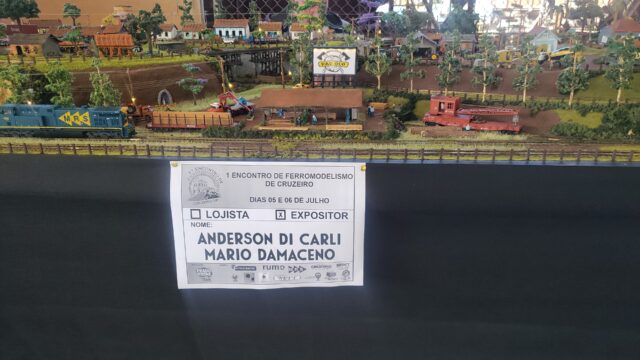 MRS
1 ENCONTRO DE FERROMODELISMO
DE CRUZEIRO
DIAS 05 E 06 DE JULHO
LOJISTA
X EXPOSITOR
NOME:
ANDERSON DI CARLI
MARIO DAMACENO
rumo